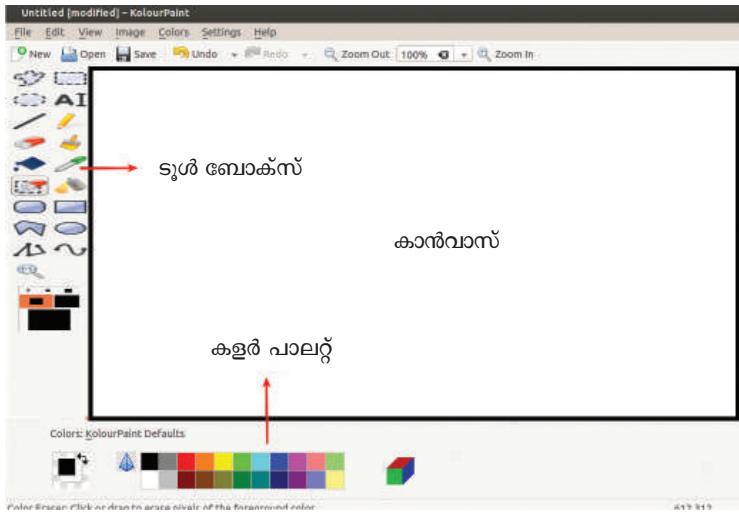 Untitled [modified] – KolourPaint
File Edit View Image Colors Settings Help
New Open Save Undo Redo Zoom Out 100% Zoom In
AI
ടൂൾ ബോക്സ്
കാൻവാസ്
കളർ പാലറ്റ്
Colors: KolourPaint Defaults
Color Eraser: Click or drag to erase pixels of the foreground color